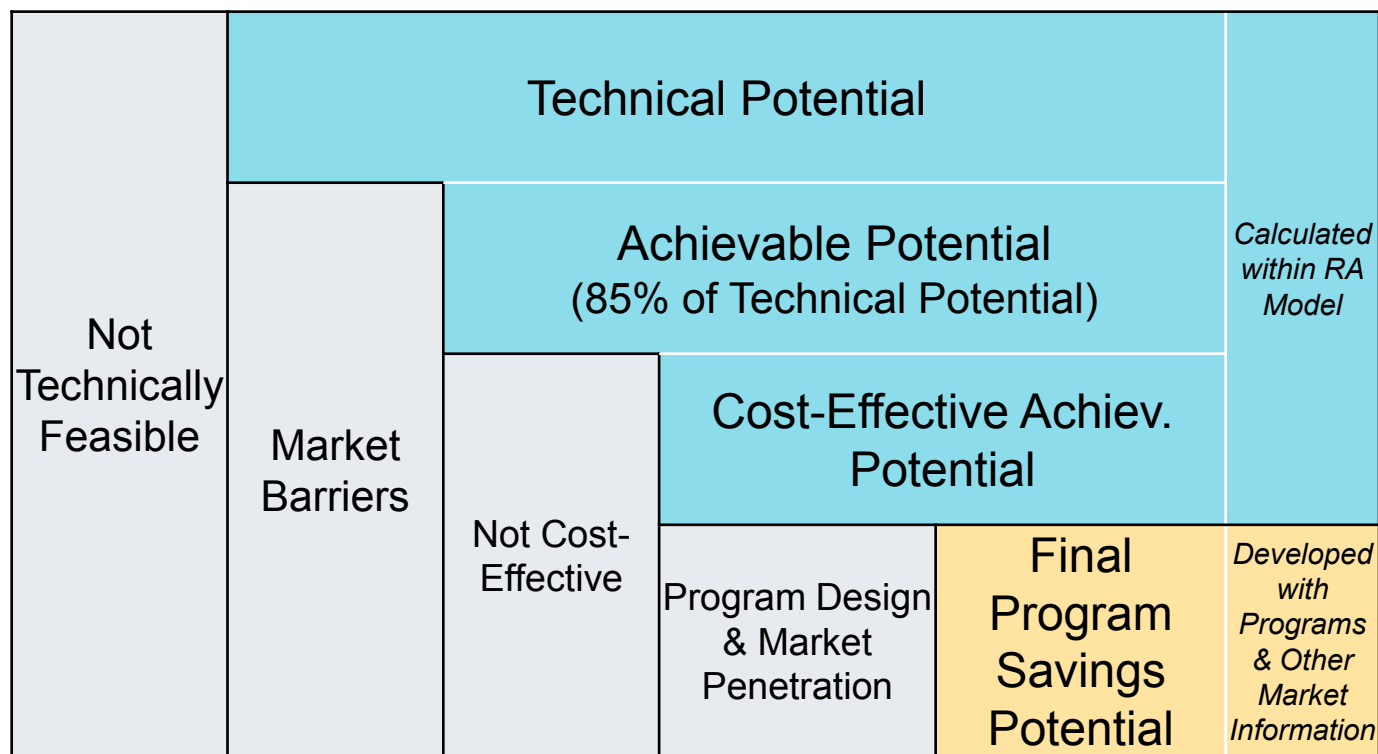 Technical Potential
Achievable Potential
(85% of Technical Potential)
Calculated
within RA
Model
Not
Technically
Feasible
Market
Barriers
Cost-Effective Achiev.
Potential
Not Cost-
Effective
Program Design
& Market
Penetration
Final
Program
Savings
Potential
Developed
with
Programs
& Other
Market
Information